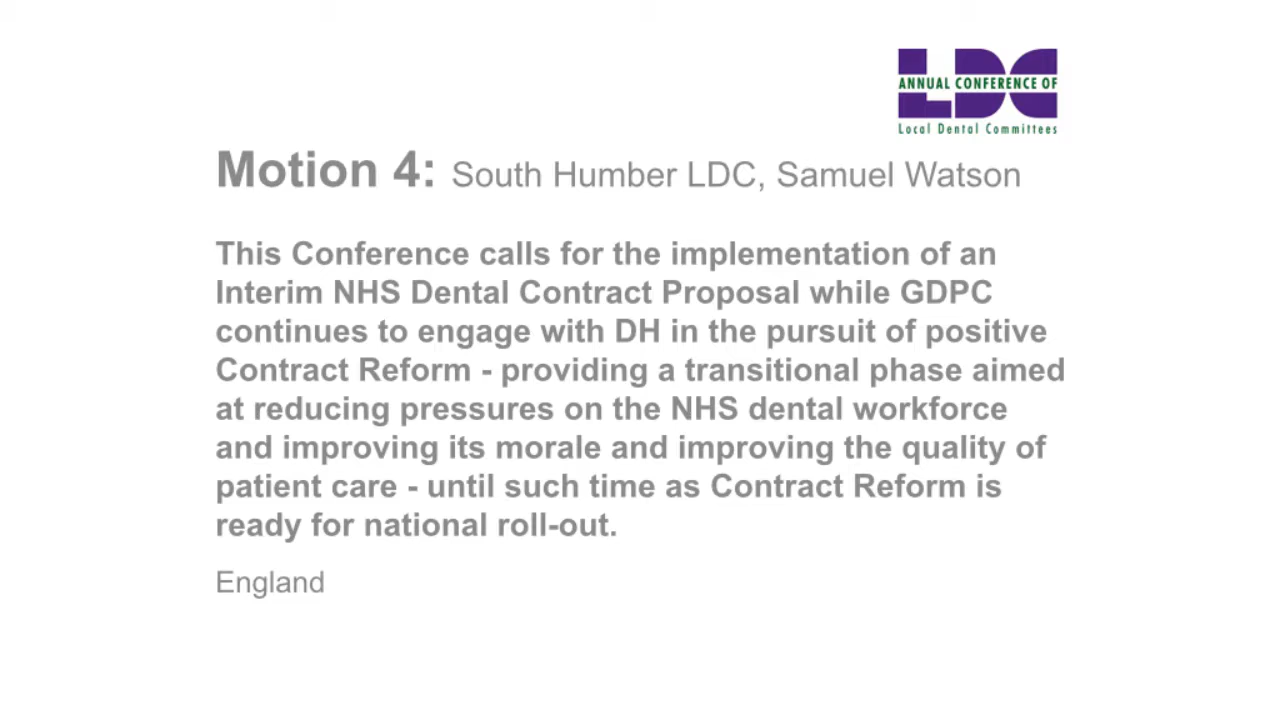 LDC
ANNUAL CONFERENCE OF
Local Dental Committees
Motion 4: South Humber LDC, Samuel Watson
This Conference calls for the implementation of an
Interim NHS Dental Contract Proposal while GDPC
continues to engage with DH in the pursuit of positive
Contract Reform - providing a transitional phase aimed
at reducing pressures on the NHS dental workforce
and improving its morale and improving the quality of
patient care - until such time as Contract Reform is
ready for national roll-out.
England